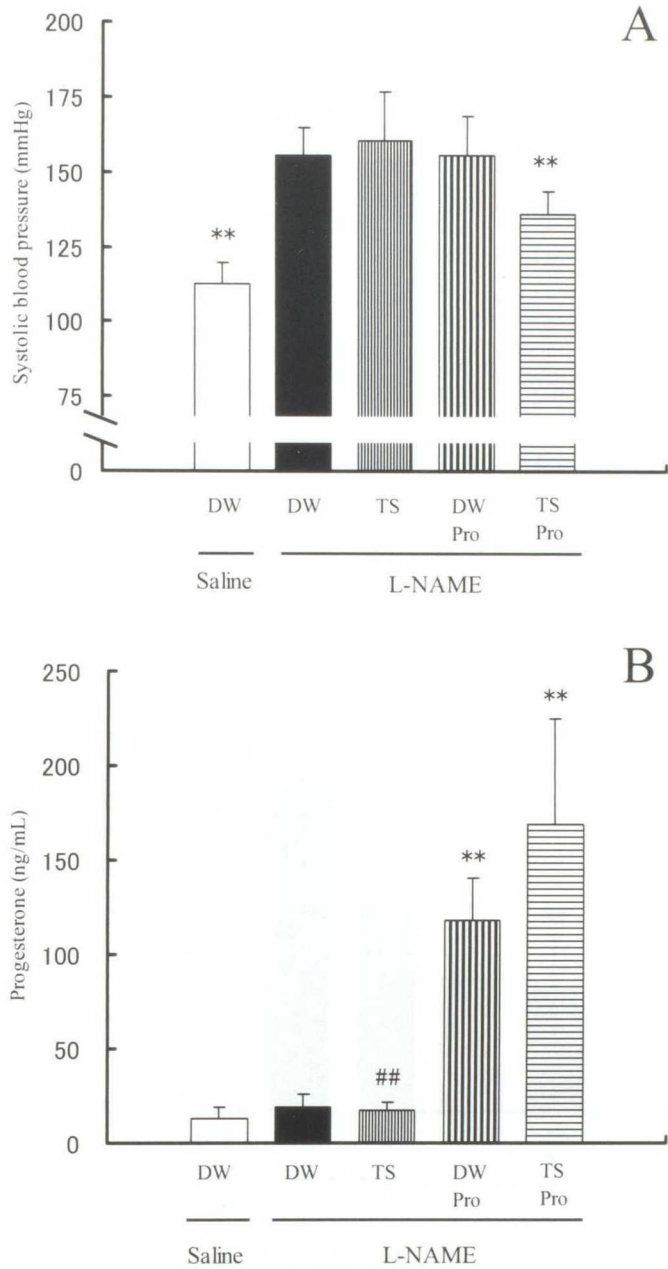 A
200
175
150
125
100
75
0
Systolic blood pressure (mmHg)
**
**
DW DW TS DW TS
Pro Pro
Saline L-NAME
B
250
200
150
100
50
0
Progesterone (ng/mL)
##
**
**
DW DW TS DW TS
Pro Pro
Saline L-NAME